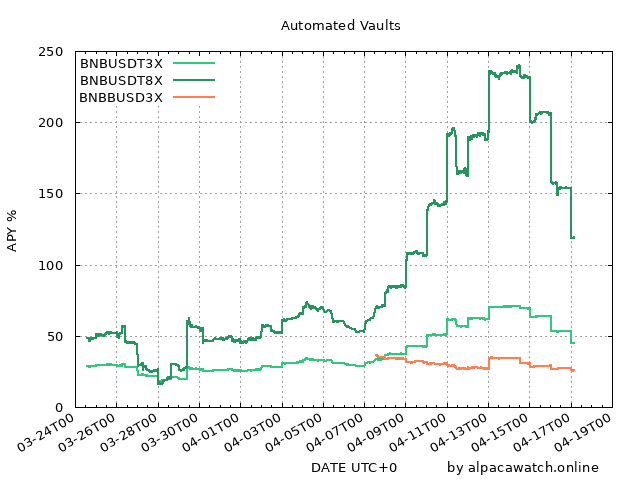 Automated Vaults
BNBUSDT3X
BNBUSDT8X
BNBBUSD3X
APY %
250
200
150
100
50
0
03-24T00
03-26T00
03-28T00
03-30T00
04-01T00
04-03T00
04-05T00
04-07T00
04-09T00
04-11T00
04-13T00
04-15T00
04-17T00
04-19T00
DATE UTC+0
by alpacawatch.online